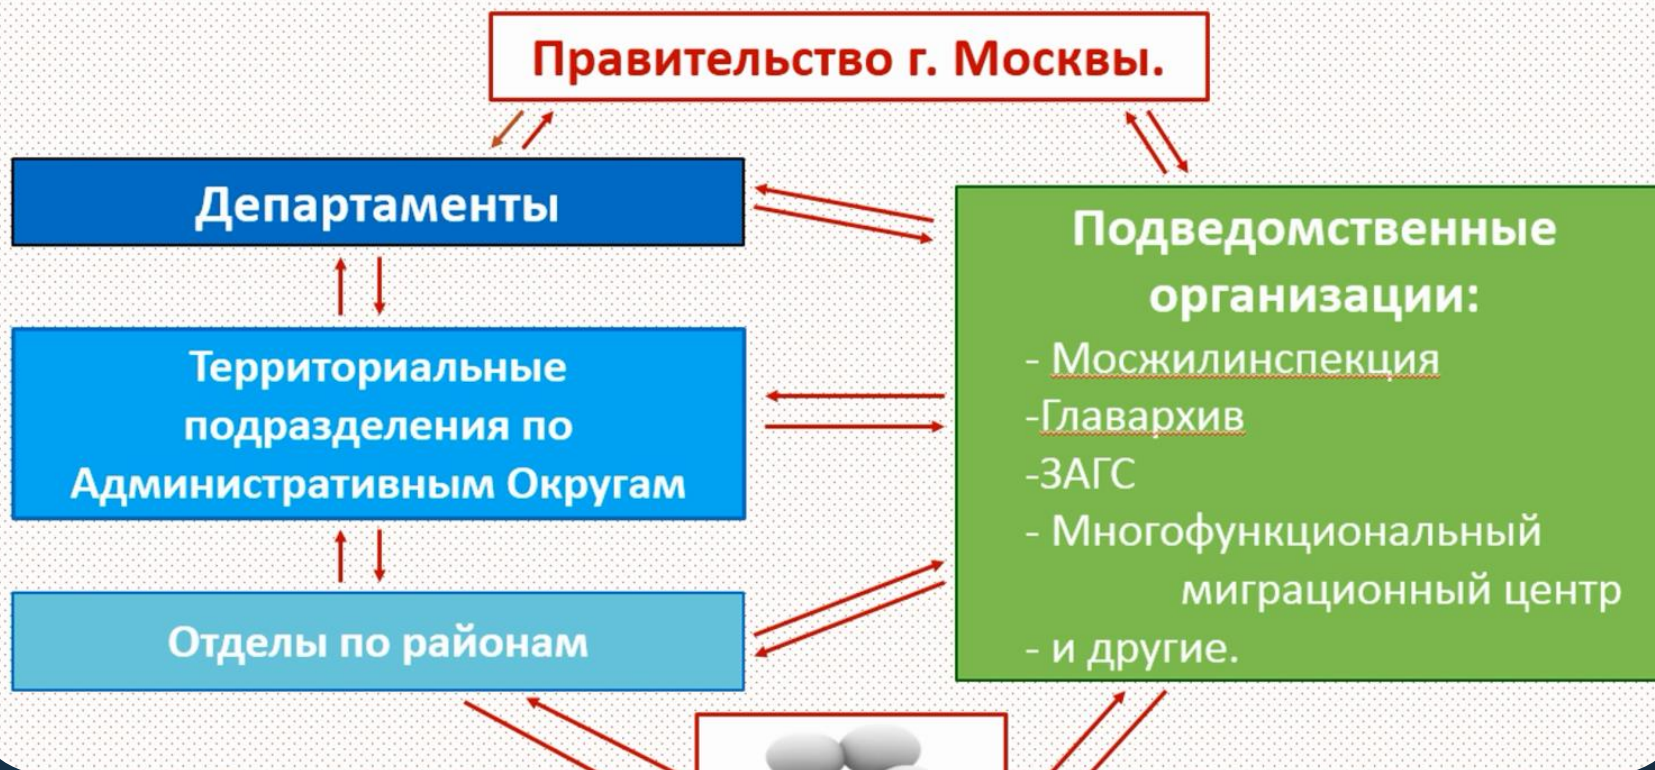 Правительство г. Москвы.
Департаменты
Территориальные
подразделения по
Административным Округам
Отделы по районам
Подведомственные
организации:
- Мосжилинспекция
-Главархив
-ЗАГС
- Многофункциональный
миграционный центр
- и другие.